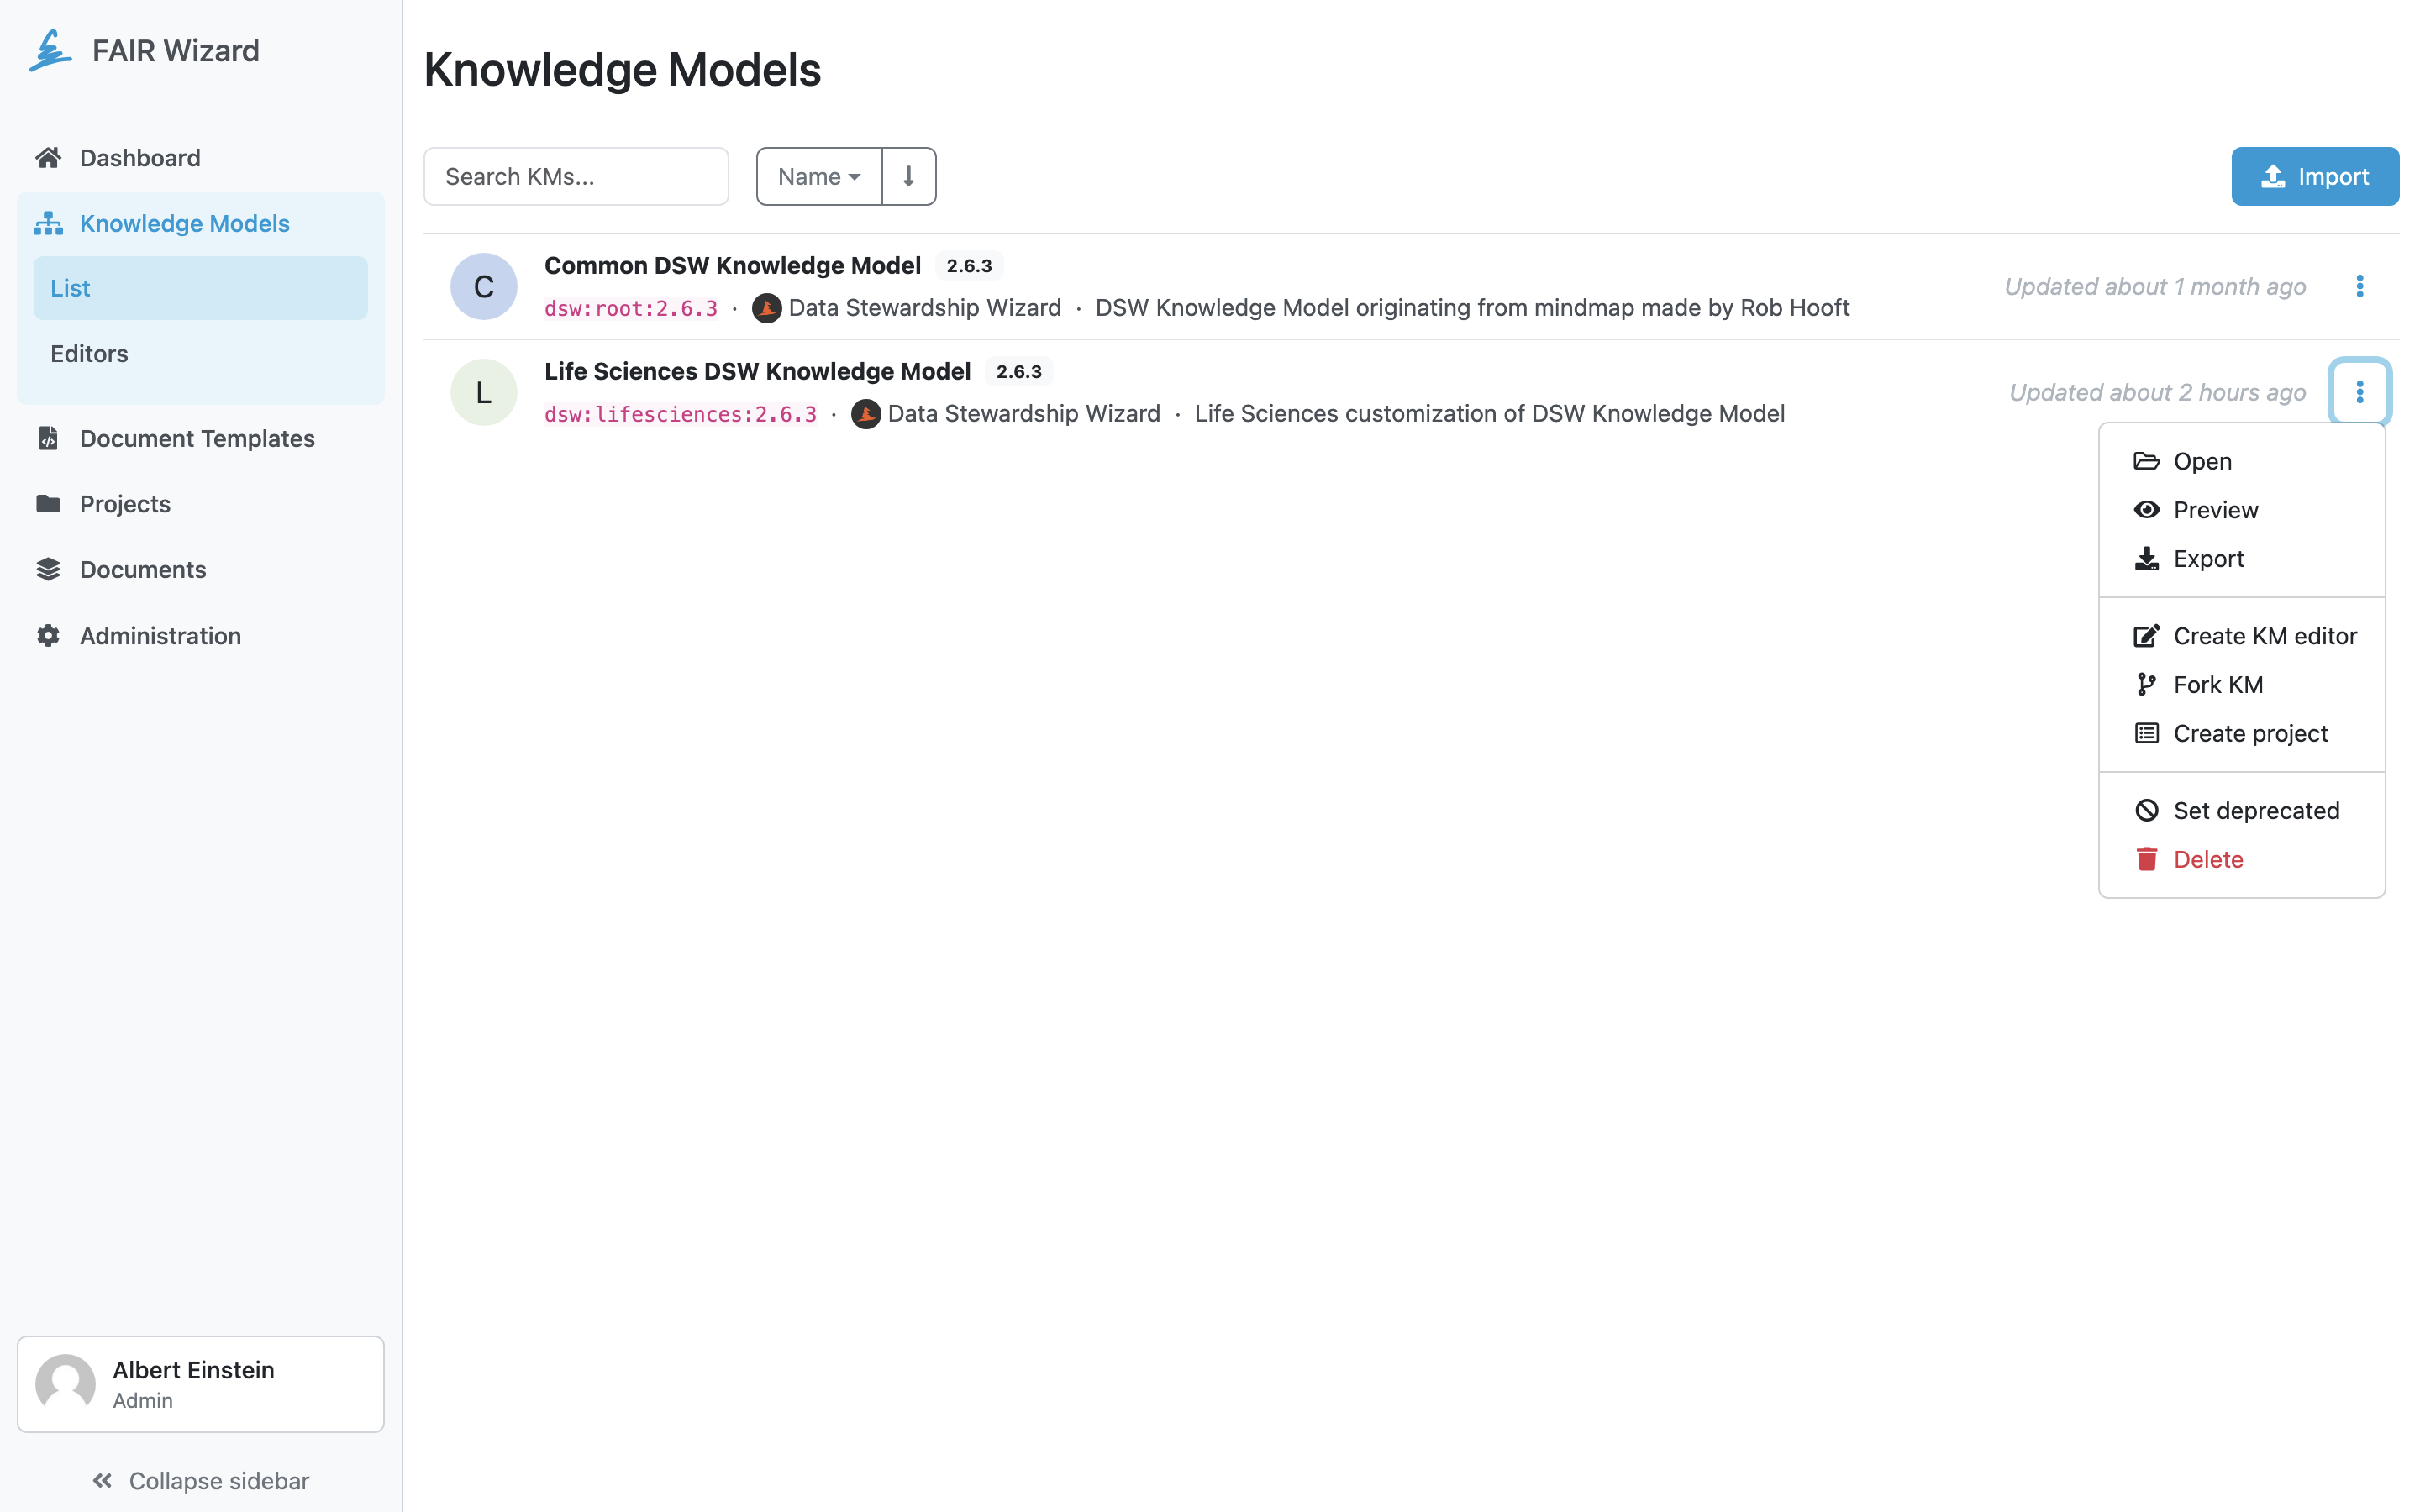 FAIR Wizard
Dashboard
Knowledge Models
List
Editors
Document Templates
Projects
Documents
Administration
Albert Einstein
Admin
Collapse sidebar
Knowledge Models
Search KMs...
Name
Import
C
Common DSW Knowledge Model 2.6.3
dsw:root:2.6.3 · Data Stewardship Wizard · DSW Knowledge Model originating from mindmap made by Rob Hooft
Updated about 1 month ago
L
Life Sciences DSW Knowledge Model 2.6.3
dsw:lifesciences:2.6.3 · Data Stewardship Wizard · Life Sciences customization of DSW Knowledge Model
Updated about 2 hours ago
Open
Preview
Export
Create KM editor
Fork KM
Create project
Set deprecated
Delete